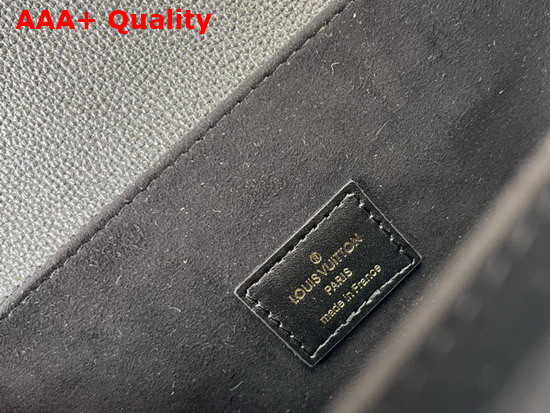 AAA+ Quality
®
LOUIS VUITTON
PARIS
made in France